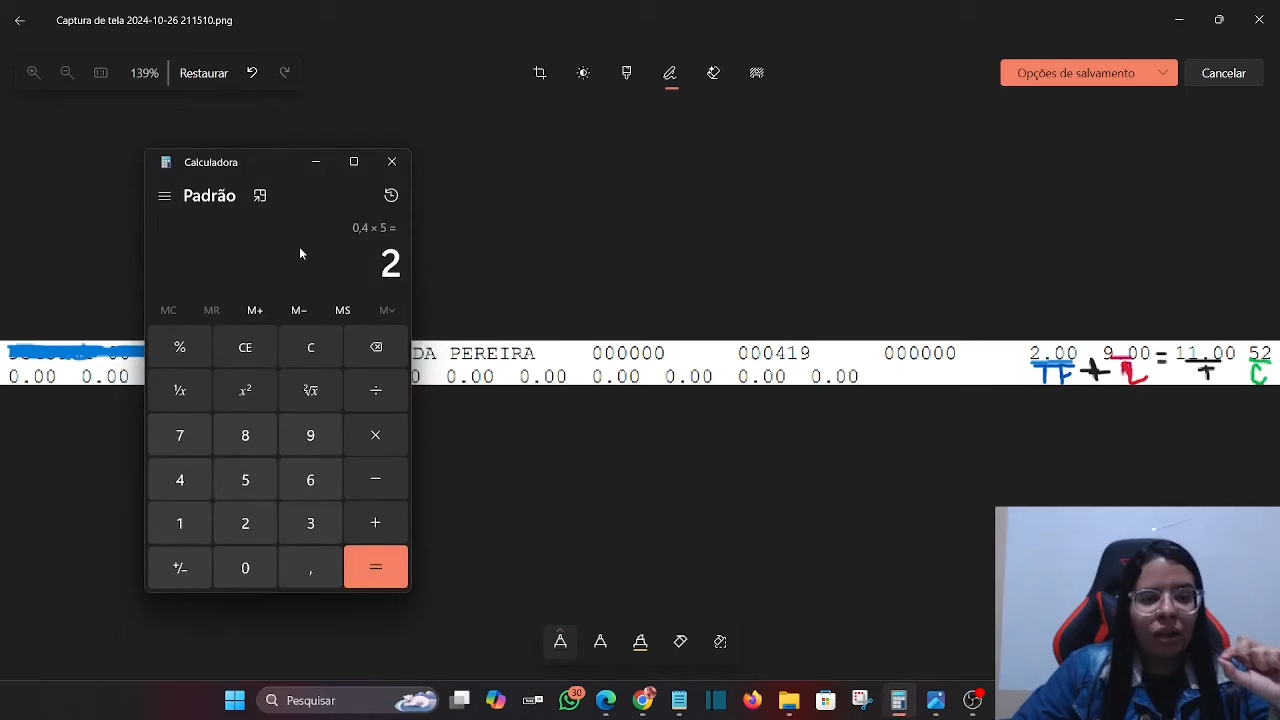 Captura de tela 2024-10-26 211510.png
139% Restaurar
Opções de salvamento
Cancelar
Calculadora
Padrão
0,4 × 5 =
2
MC MR M+ M− MS M˅
% CE C
¹/x x² ²√x ÷
7 8 9 ×
4 5 6 −
1 2 3 +
+/− 0 , =
DA PEREIRA 000000 000419 000000 2.00 9.00 = 11.00 52
0.00 0.00 0 0.00 0.00 0.00 0.00 0.00 0.00 + T C
30
Pesquisar